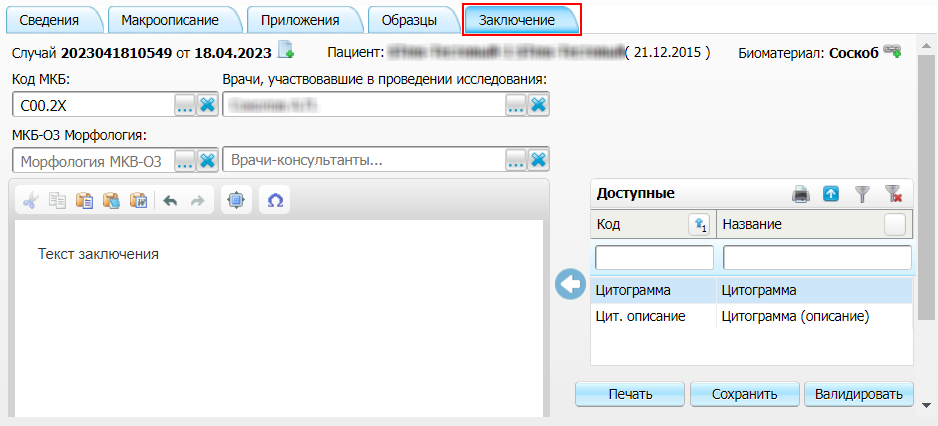 Сведения Макроописание Приложения Образцы Заключение
Случай 2023041810549 от 18.04.2023 Пациент: ( 21.12.2015 ) Биоматериал: Соскоб
Код МКБ: Врачи, участвовавшие в проведении исследования:
C00.2X ... ...
МКБ-О3 Морфология:
Морфология МКВ-О3 ... Врачи-консультанты... ...
Доступные
Код 1 Название
Текст заключения
Цитограмма Цитограмма
Цит. описание Цитограмма (описание)
Печать Сохранить Валидировать